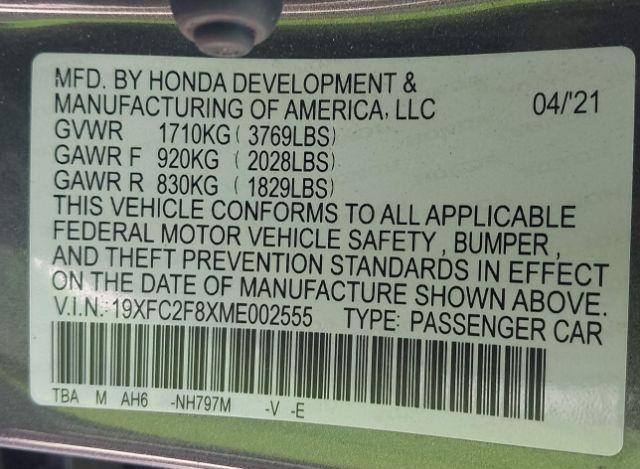 MFD. BY HONDA DEVELOPMENT &
MANUFACTURING OF AMERICA, LLC 04/'21
GVWR 1710KG ( 3769LBS)
GAWR F 920KG ( 2028LBS)
GAWR R 830KG ( 1829LBS)
THIS VEHICLE CONFORMS TO ALL APPLICABLE
FEDERAL MOTOR VEHICLE SAFETY , BUMPER ,
AND THEFT PREVENTION STANDARDS IN EFFECT
ON THE DATE OF MANUFACTURE SHOWN ABOVE.
V.I.N.: 19XFC2F8XME002555 TYPE: PASSENGER CAR
TBA M AH6 -NH797M -V -E